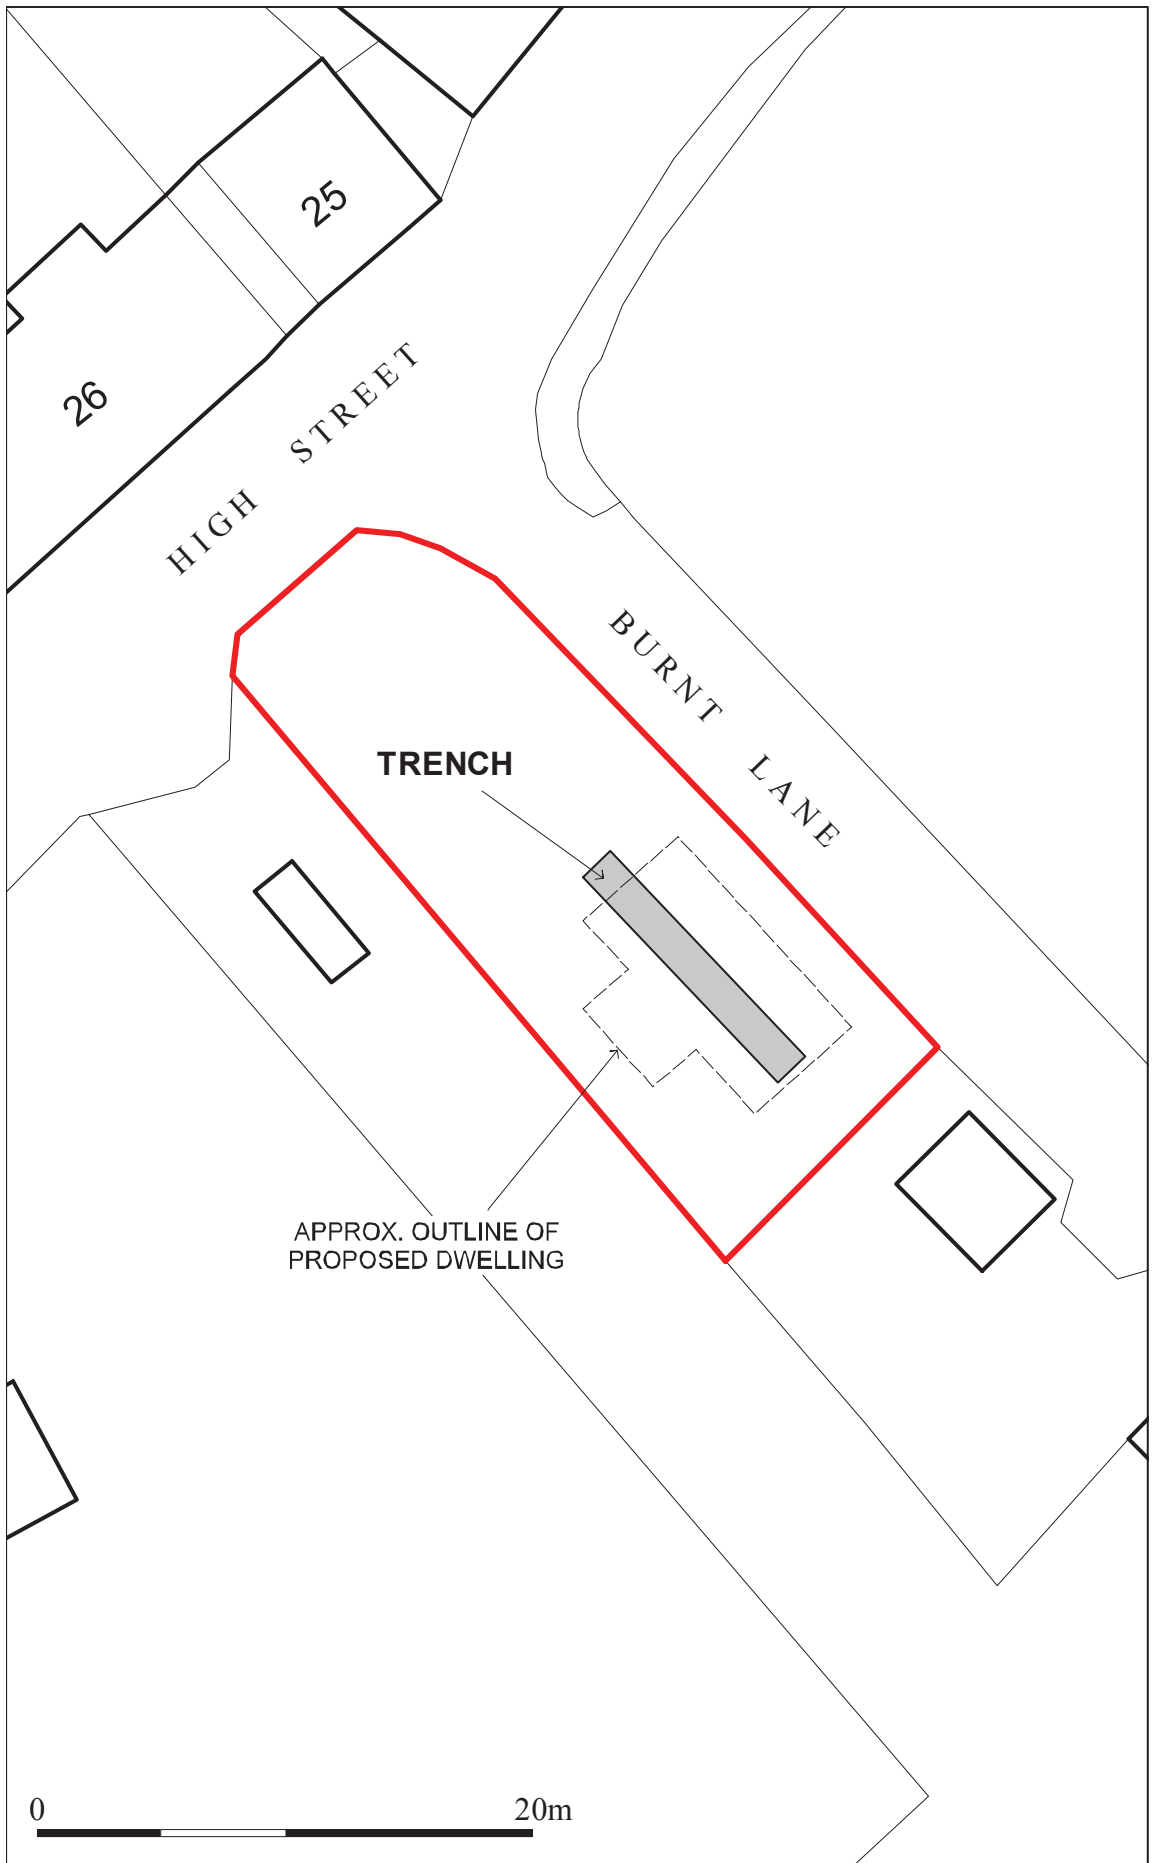 25
26
HIGH STREET
BURNT LANE
TRENCH
APPROX. OUTLINE OF
PROPOSED DWELLING
0 20m